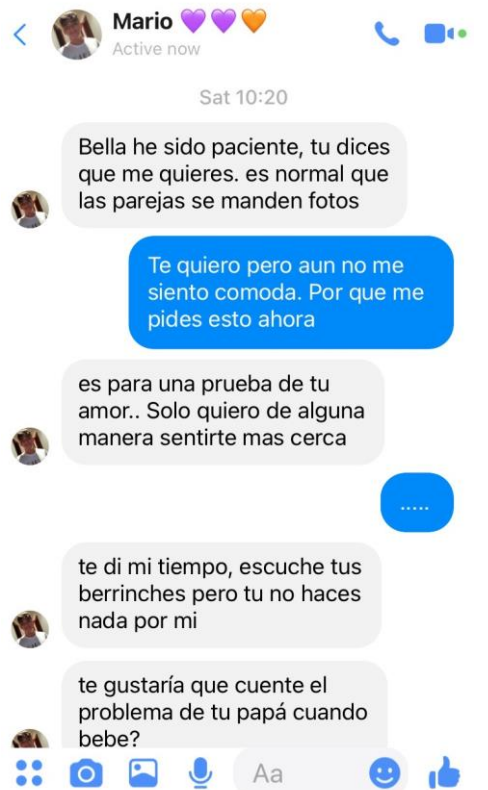 Mario 💜💜🧡
Active now
Sat 10:20
Bella he sido paciente, tu dices
que me quieres. es normal que
las parejas se manden fotos
Te quiero pero aun no me
siento comoda. Por que me
pides esto ahora
es para una prueba de tu
amor.. Solo quiero de alguna
manera sentirte mas cerca
.....
te di mi tiempo, escuche tus
berrinches pero tu no haces
nada por mi
te gustaría que cuente el
problema de tu papá cuando
bebe?
Aa